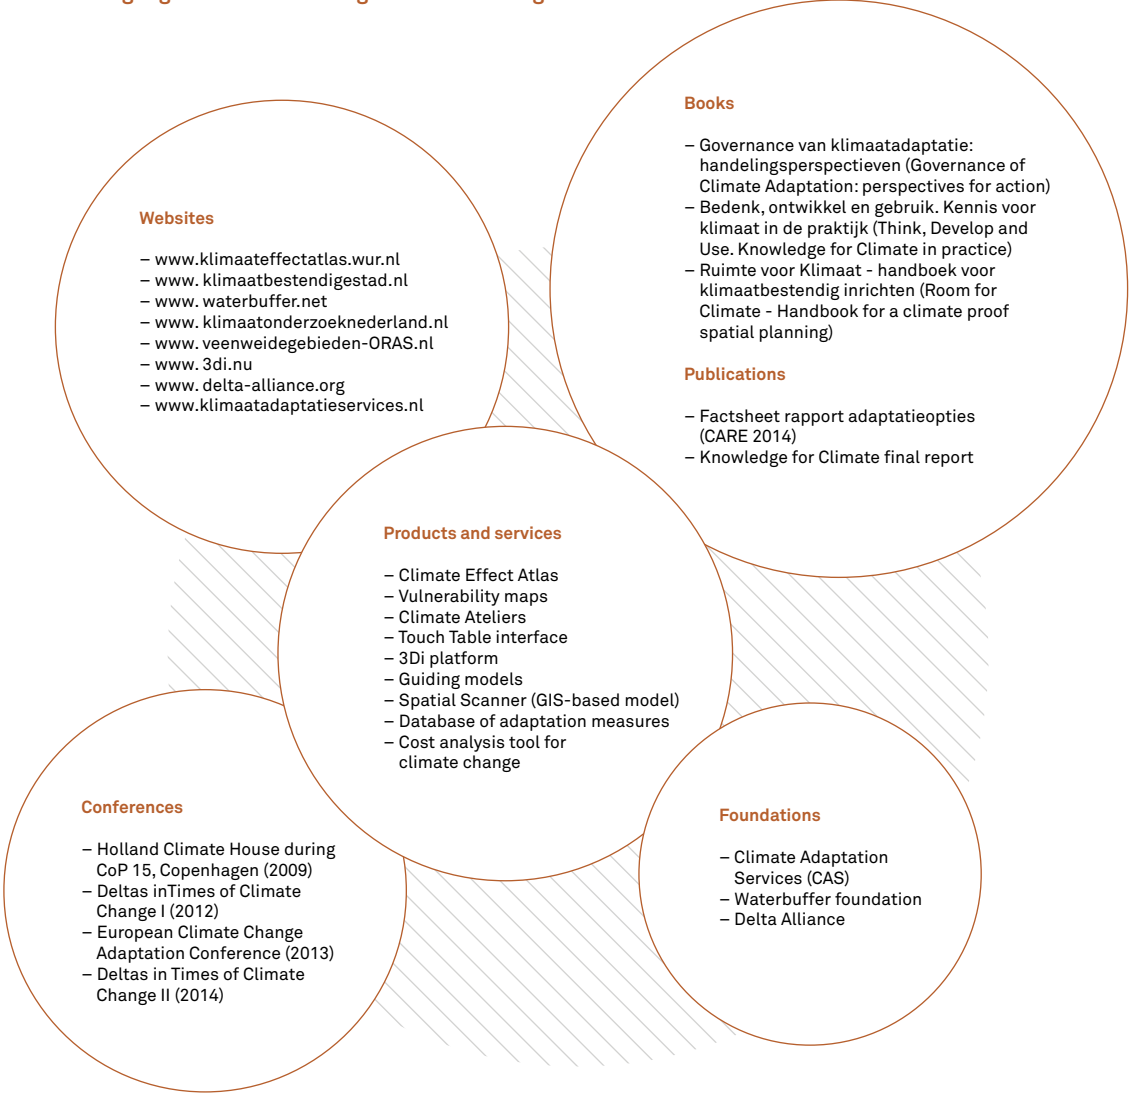 Books
– Governance van klimaatadaptatie:
handelingsperspectieven (Governance of
Climate Adaptation: perspectives for action)
– Bedenk, ontwikkel en gebruik. Kennis voor
klimaat in de praktijk (Think, Develop and
Use. Knowledge for Climate in practice)
– Ruimte voor Klimaat - handboek voor
klimaatbestendig inrichten (Room for
Climate - Handbook for a climate proof
spatial planning)
Publications
– Factsheet rapport adaptatieopties
(CARE 2014)
– Knowledge for Climate final report
Websites
– www.klimaateffectatlas.wur.nl
– www. klimaatbestendigestad.nl
– www. waterbuffer.net
– www. klimaatonderzoeknederland.nl
– www. veenweidegebieden-ORAS.nl
– www. 3di.nu
– www. delta-alliance.org
– www.klimaatadaptatieservices.nl
Products and services
– Climate Effect Atlas
– Vulnerability maps
– Climate Ateliers
– Touch Table interface
– 3Di platform
– Guiding models
– Spatial Scanner (GIS-based model)
– Database of adaptation measures
– Cost analysis tool for
climate change
Conferences
– Holland Climate House during
CoP 15, Copenhagen (2009)
– Deltas inTimes of Climate
Change I (2012)
– European Climate Change
Adaptation Conference (2013)
– Deltas in Times of Climate
Change II (2014)
Foundations
– Climate Adaptation
Services (CAS)
– Waterbuffer foundation
– Delta Alliance